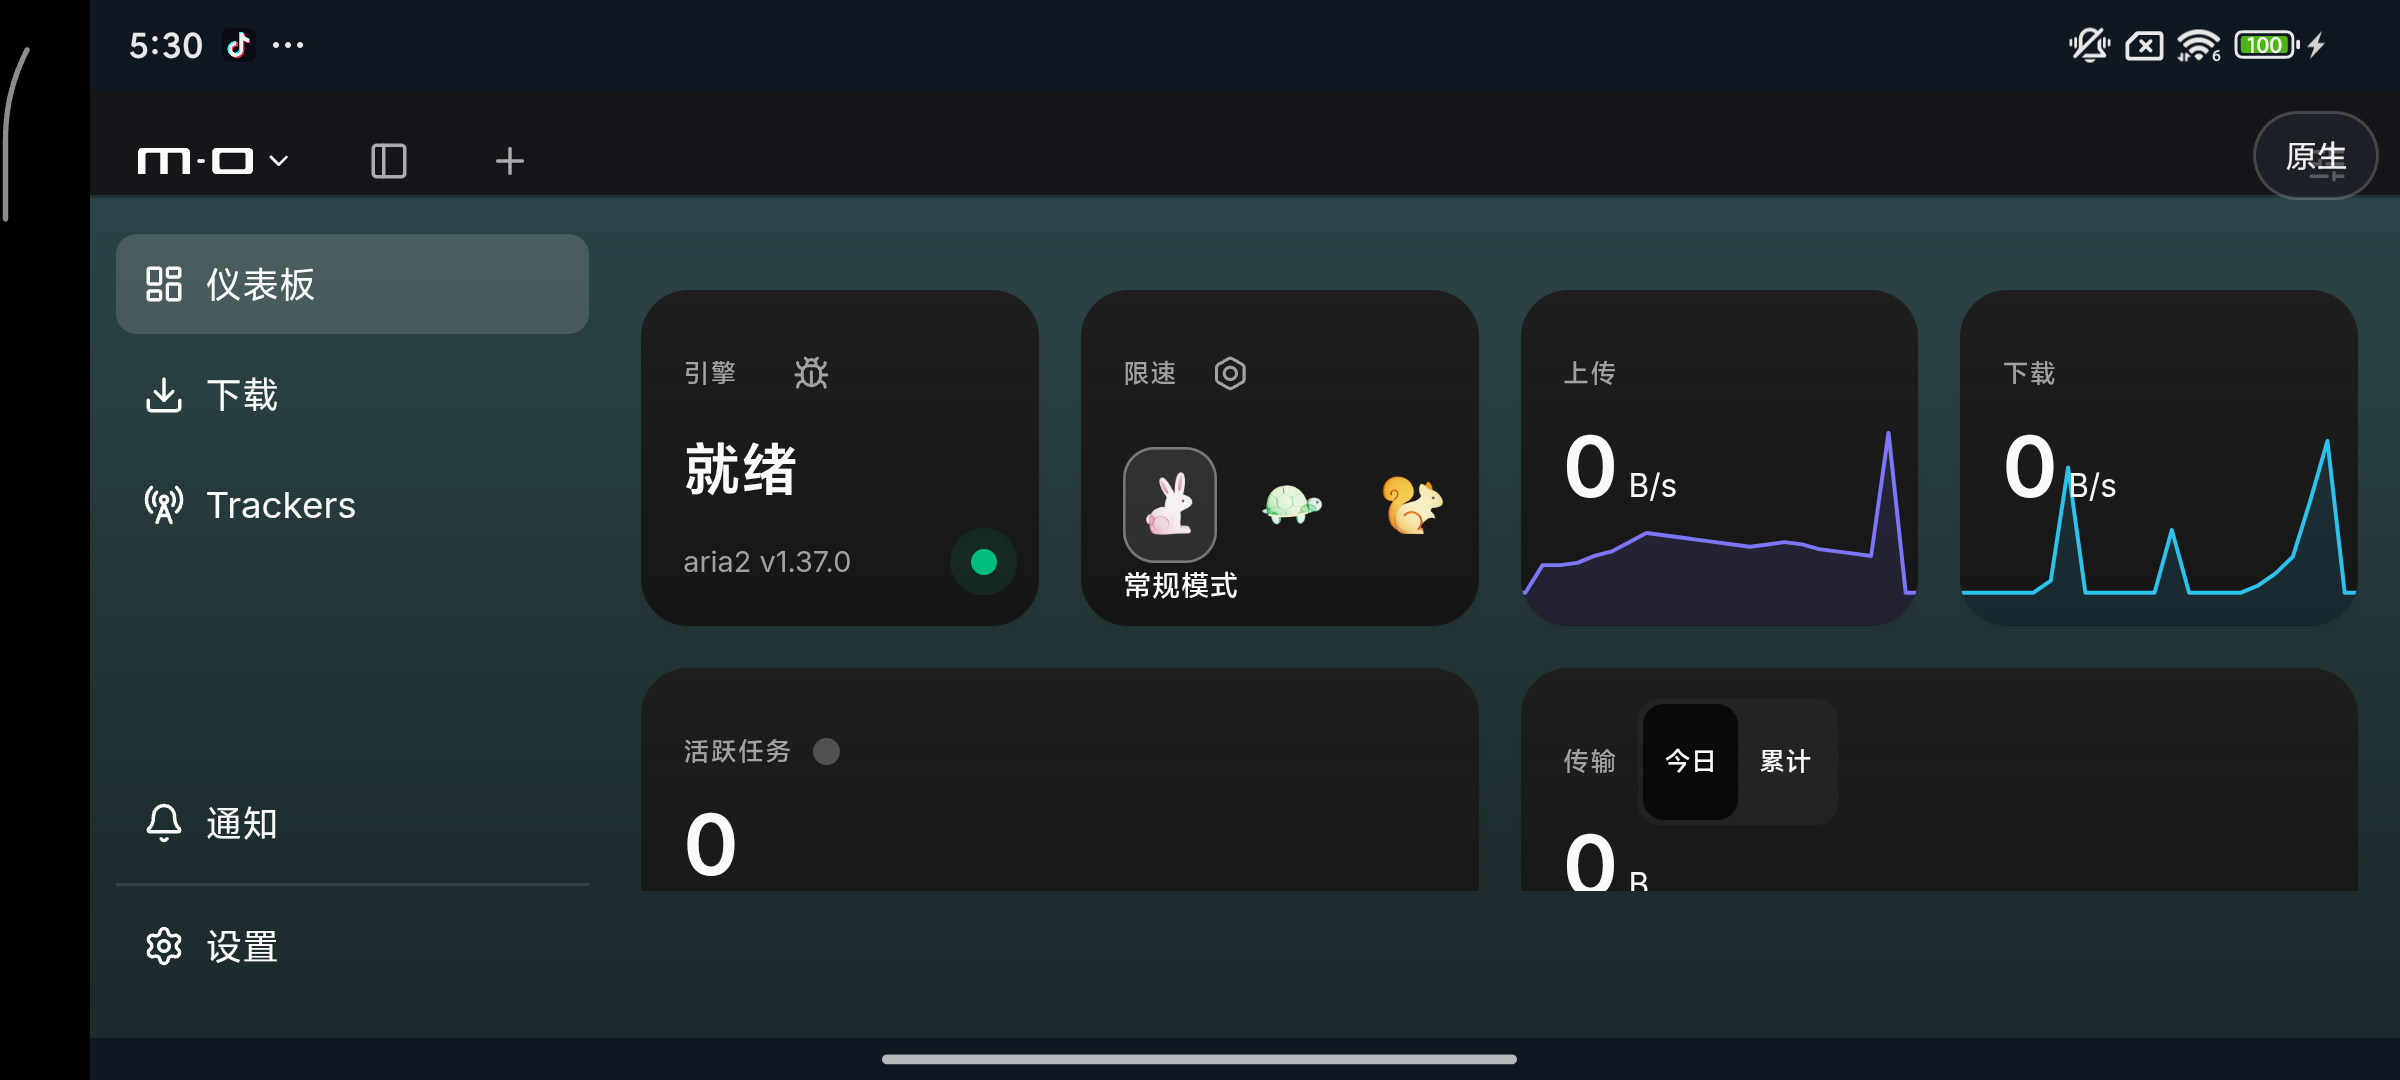 5:30
6
100
m-o
原生
仪表板
下载
Trackers
通知
设置
引擎
就绪
aria2 v1.37.0
限速
常规模式
上传
0 B/s
下载
0 B/s
活跃任务
0
传输
今日
累计
0 B